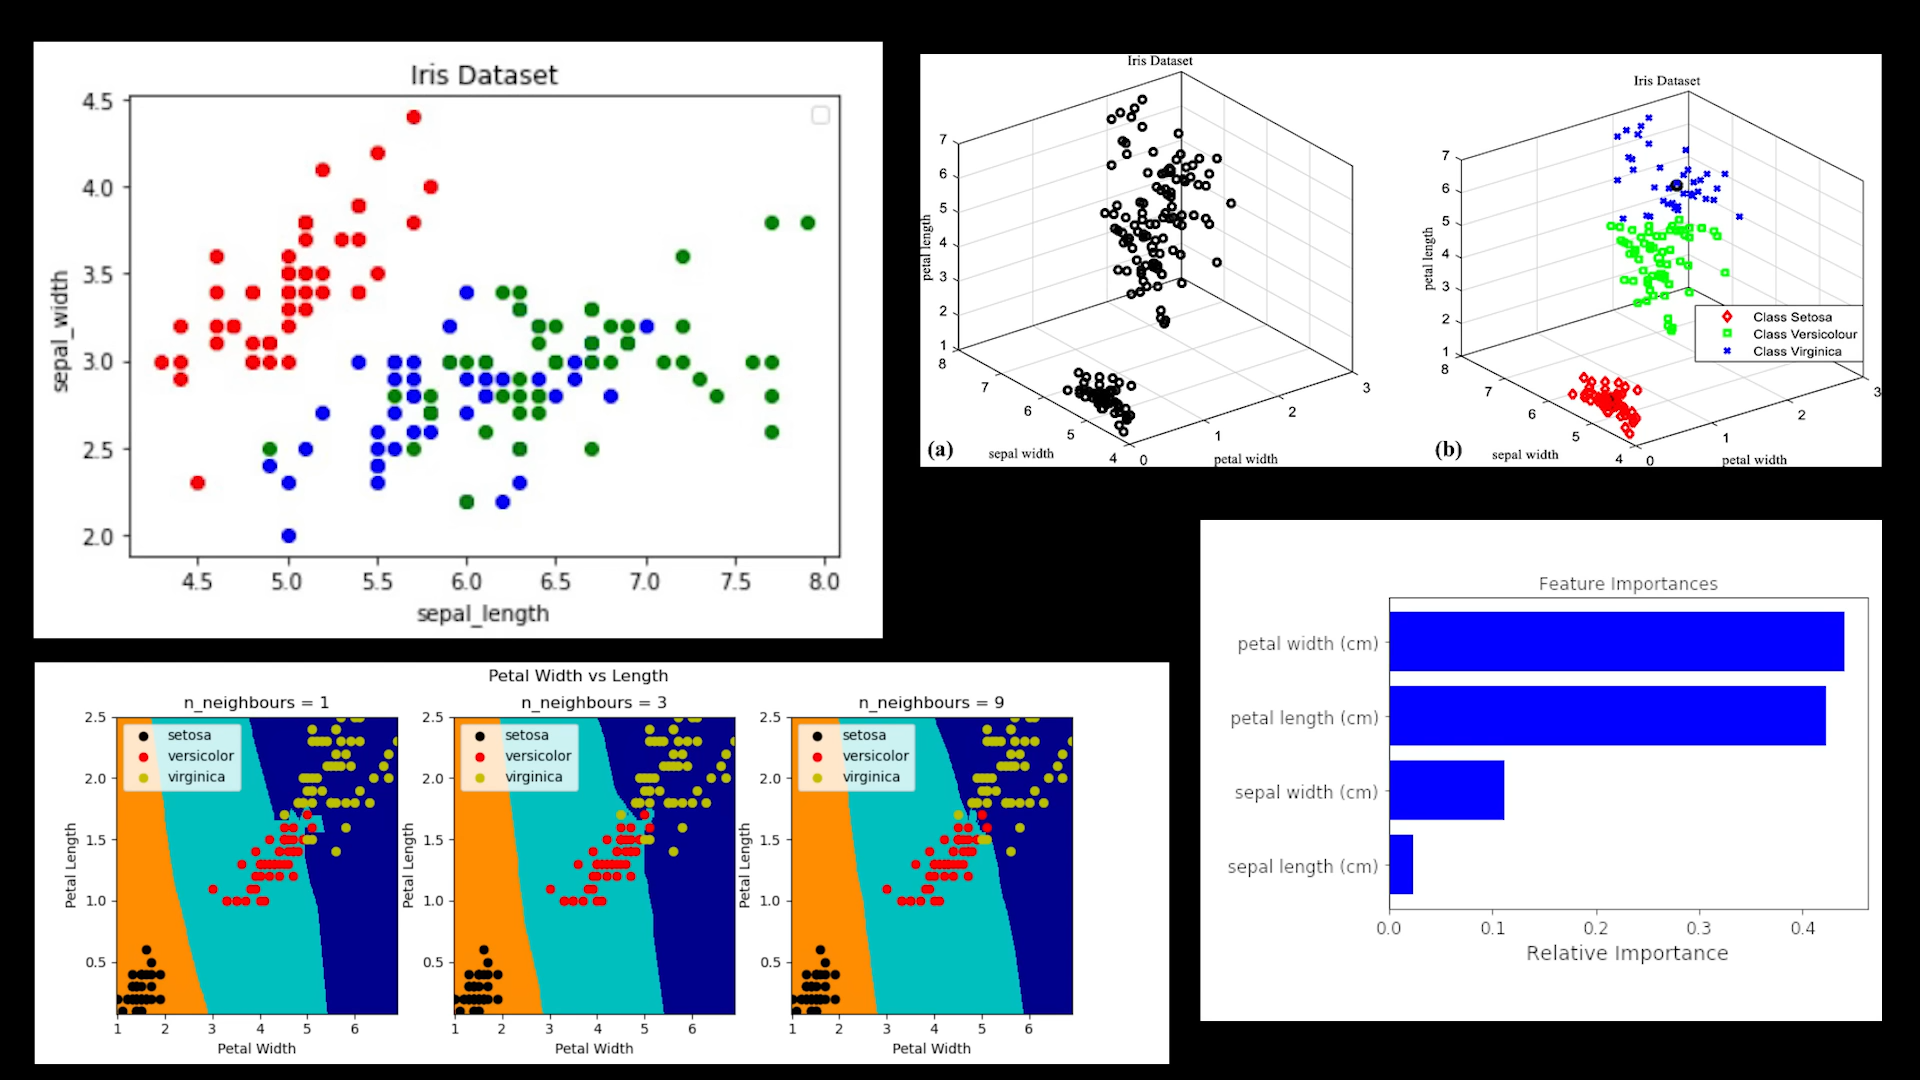 Iris Dataset
4.5
4.0
3.5
3.0
2.5
2.0
sepal_width
4.5 5.0 5.5 6.0 6.5 7.0 7.5 8.0
sepal_length
Iris Dataset
7
6
5
4
3
2
1
petal length
8
7
6
5
4
sepal width
0
1
2
3
petal width
(a)
Iris Dataset
7
6
5
4
3
2
1
petal length
8
7
6
5
4
sepal width
0
1
2
3
petal width
(b)
Class Setosa
Class Versicolour
Class Virginica
Petal Width vs Length
n_neighbours = 1
setosa
versicolor
virginica
2.5
2.0
1.5
1.0
0.5
Petal Length
1 2 3 4 5 6
Petal Width
n_neighbours = 3
setosa
versicolor
virginica
2.5
2.0
1.5
1.0
0.5
Petal Length
1 2 3 4 5 6
Petal Width
n_neighbours = 9
setosa
versicolor
virginica
2.5
2.0
1.5
1.0
0.5
Petal Length
1 2 3 4 5 6
Petal Width
Feature Importances
petal width (cm)
petal length (cm)
sepal width (cm)
sepal length (cm)
0.0 0.1 0.2 0.3 0.4
Relative Importance